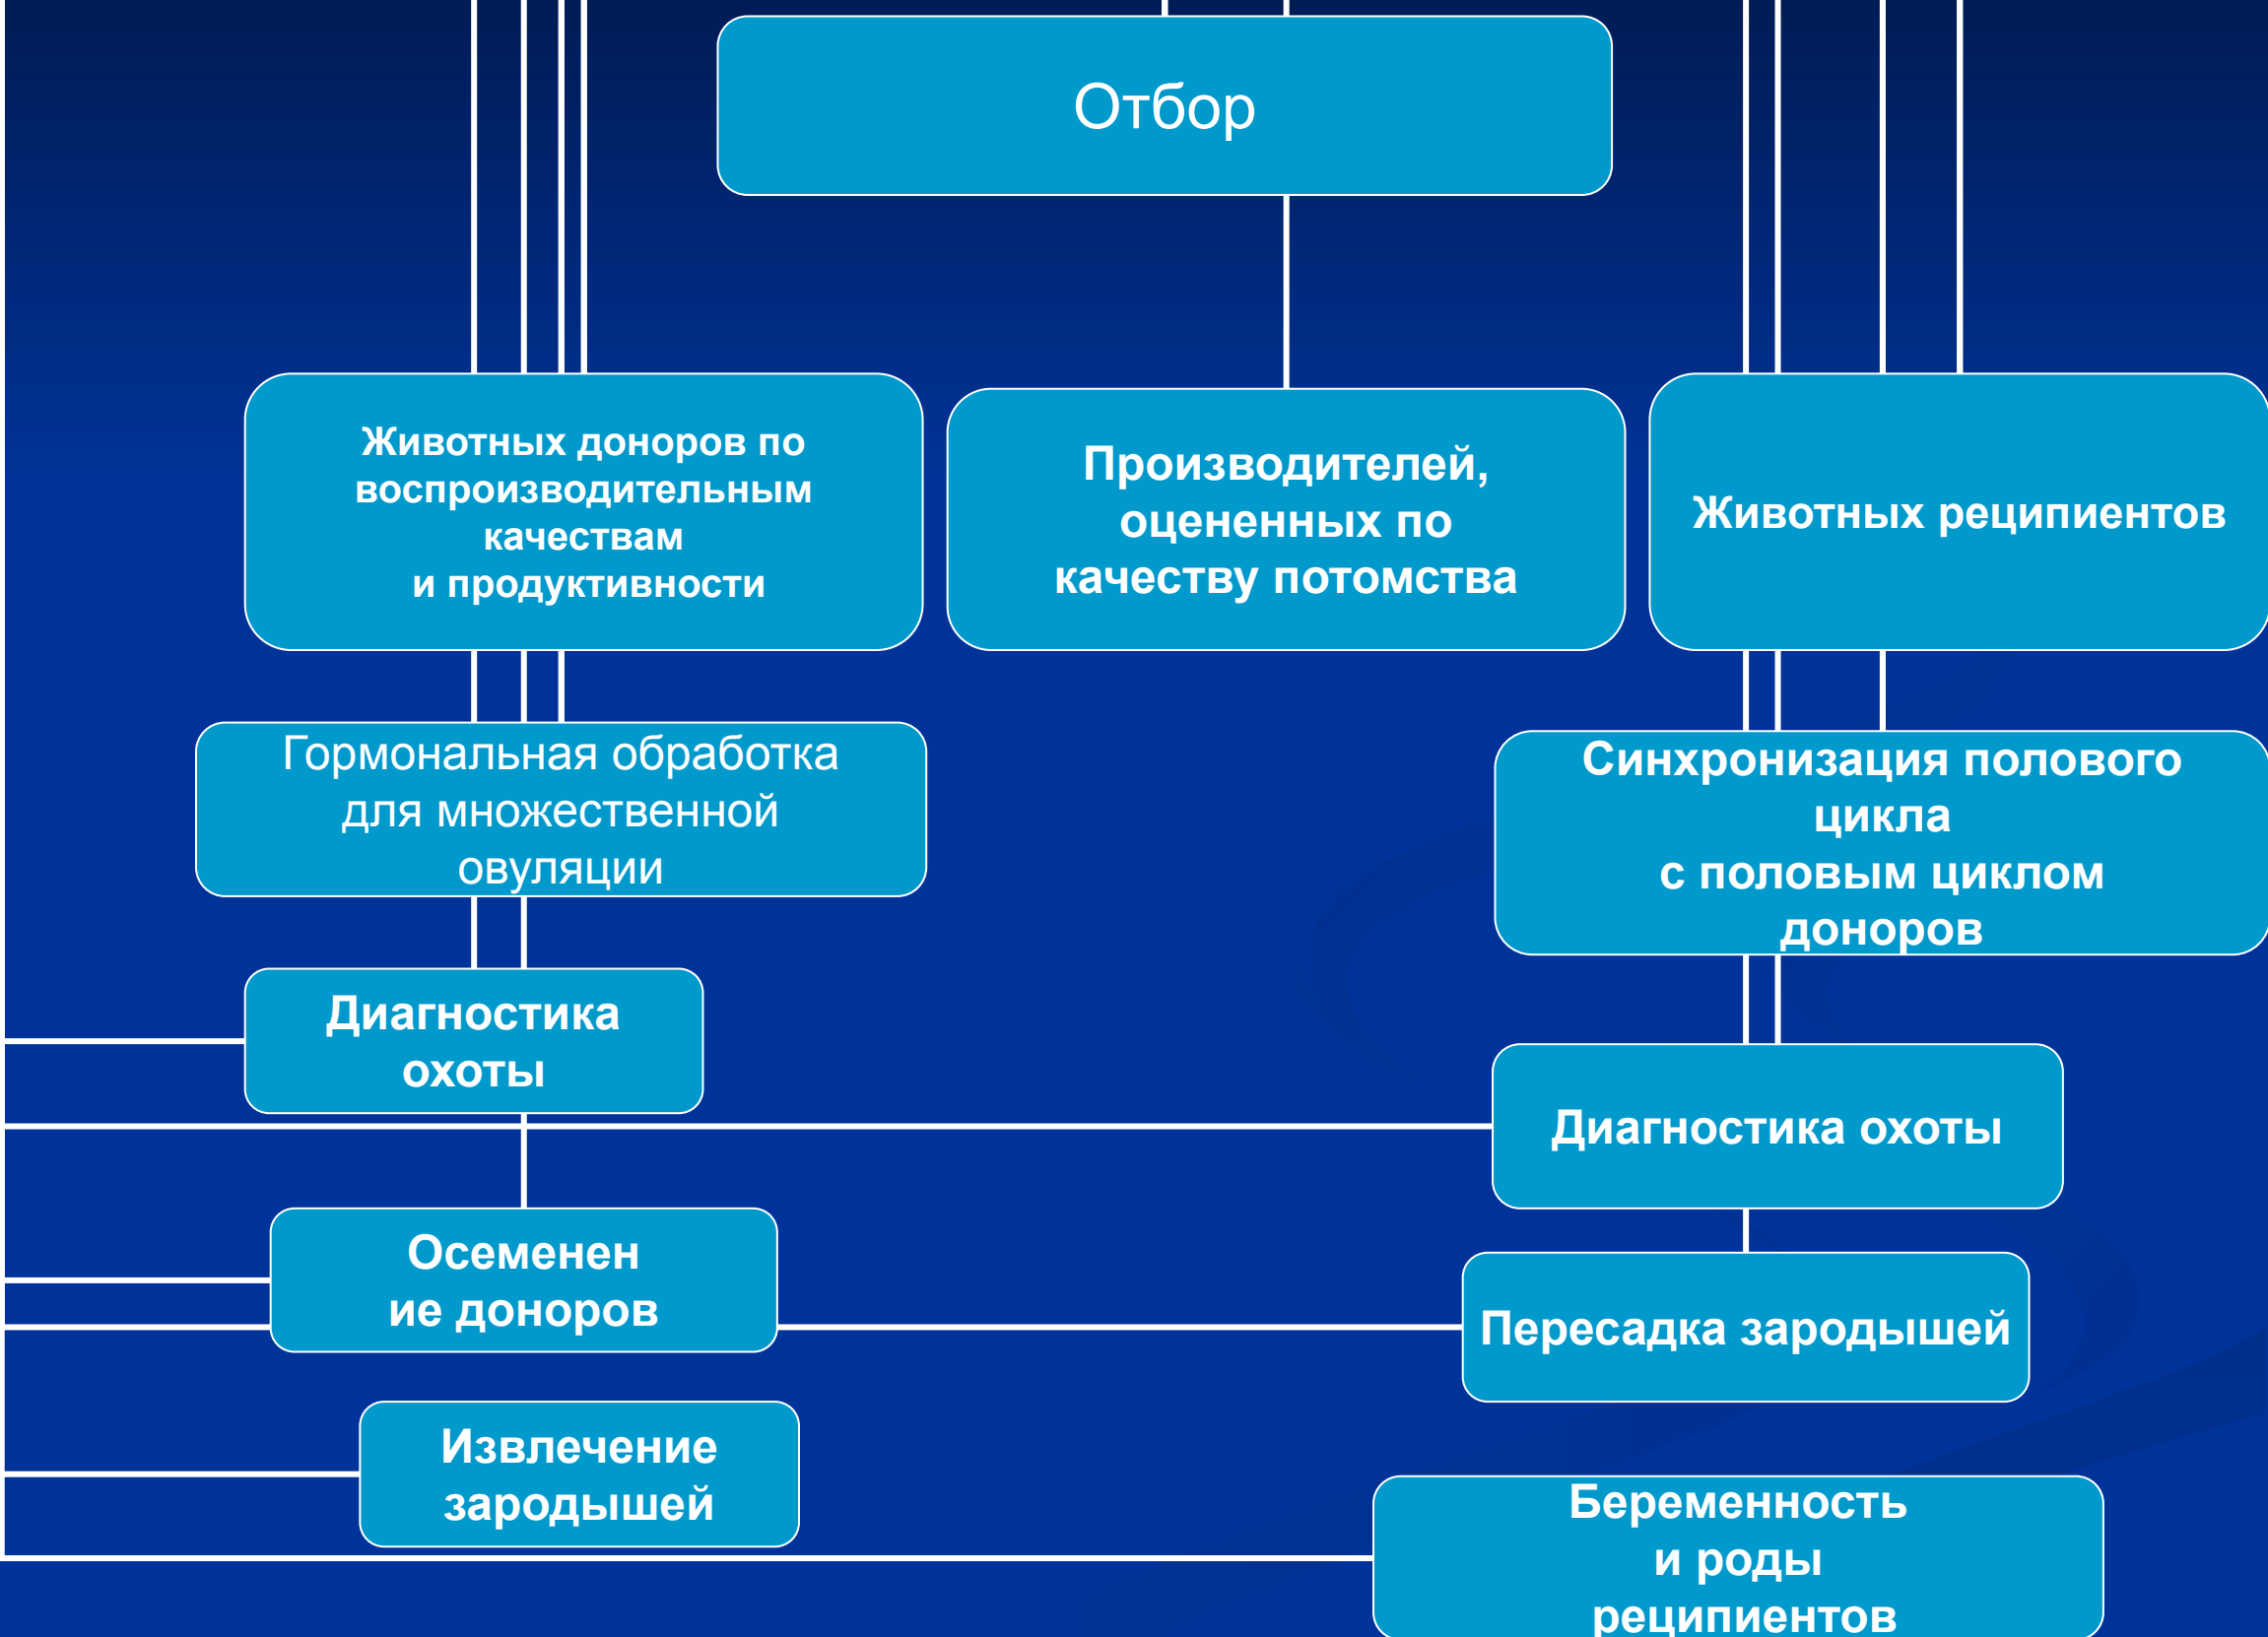 Отбор
Животных доноров по
воспроизводительным
качествам
и продуктивности
Производителей,
оцененных по
качеству потомства
Животных реципиентов
Гормональная обработка
для множественной
овуляции
Синхронизация полового
цикла
с половым циклом
доноров
Диагностика
охоты
Диагностика охоты
Осеменен
ие доноров
Пересадка зародышей
Извлечение
зародышей
Беременность
и роды
реципиентов